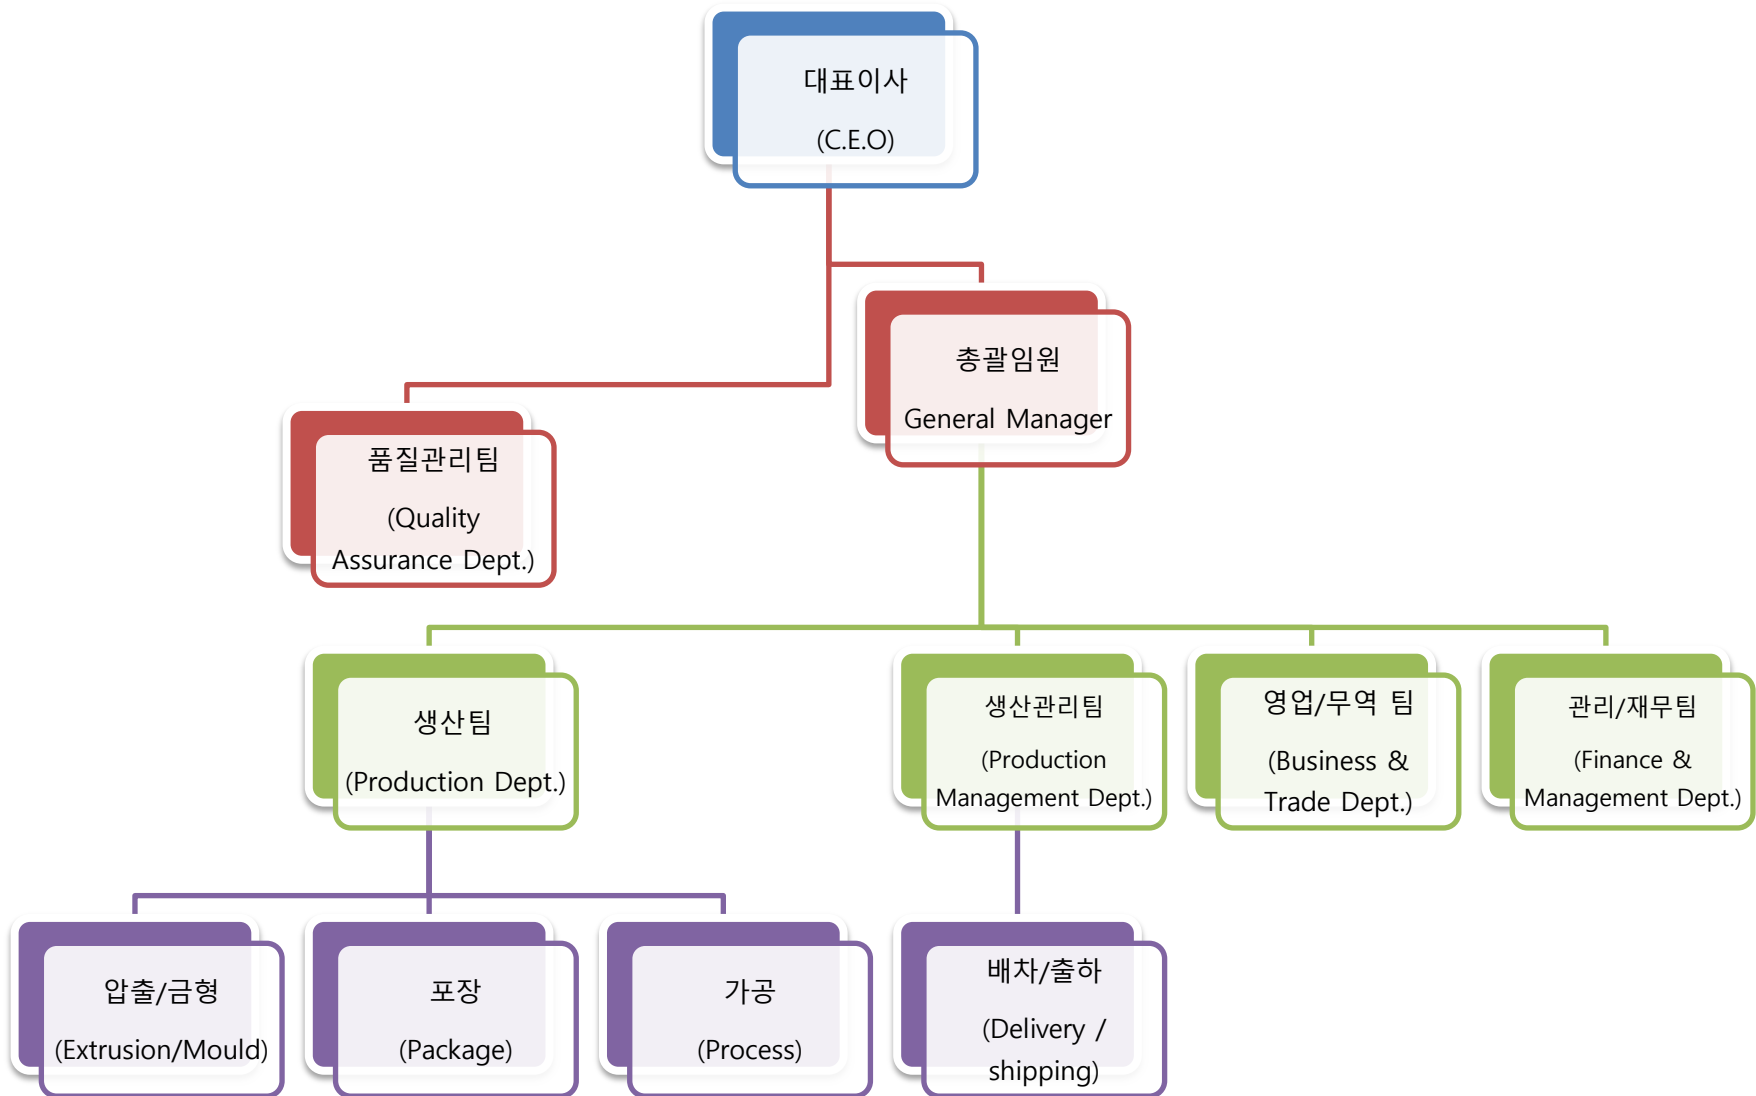 대표이사
(C.E.O)
총괄임원
General Manager
품질관리팀
(Quality
Assurance Dept.)
생산팀
(Production Dept.)
생산관리팀
(Production
Management Dept.)
영업/무역 팀
(Business &
Trade Dept.)
관리/재무팀
(Finance &
Management Dept.)
압출/금형
(Extrusion/Mould)
포장
(Package)
가공
(Process)
배차/출하
(Delivery /
shipping)